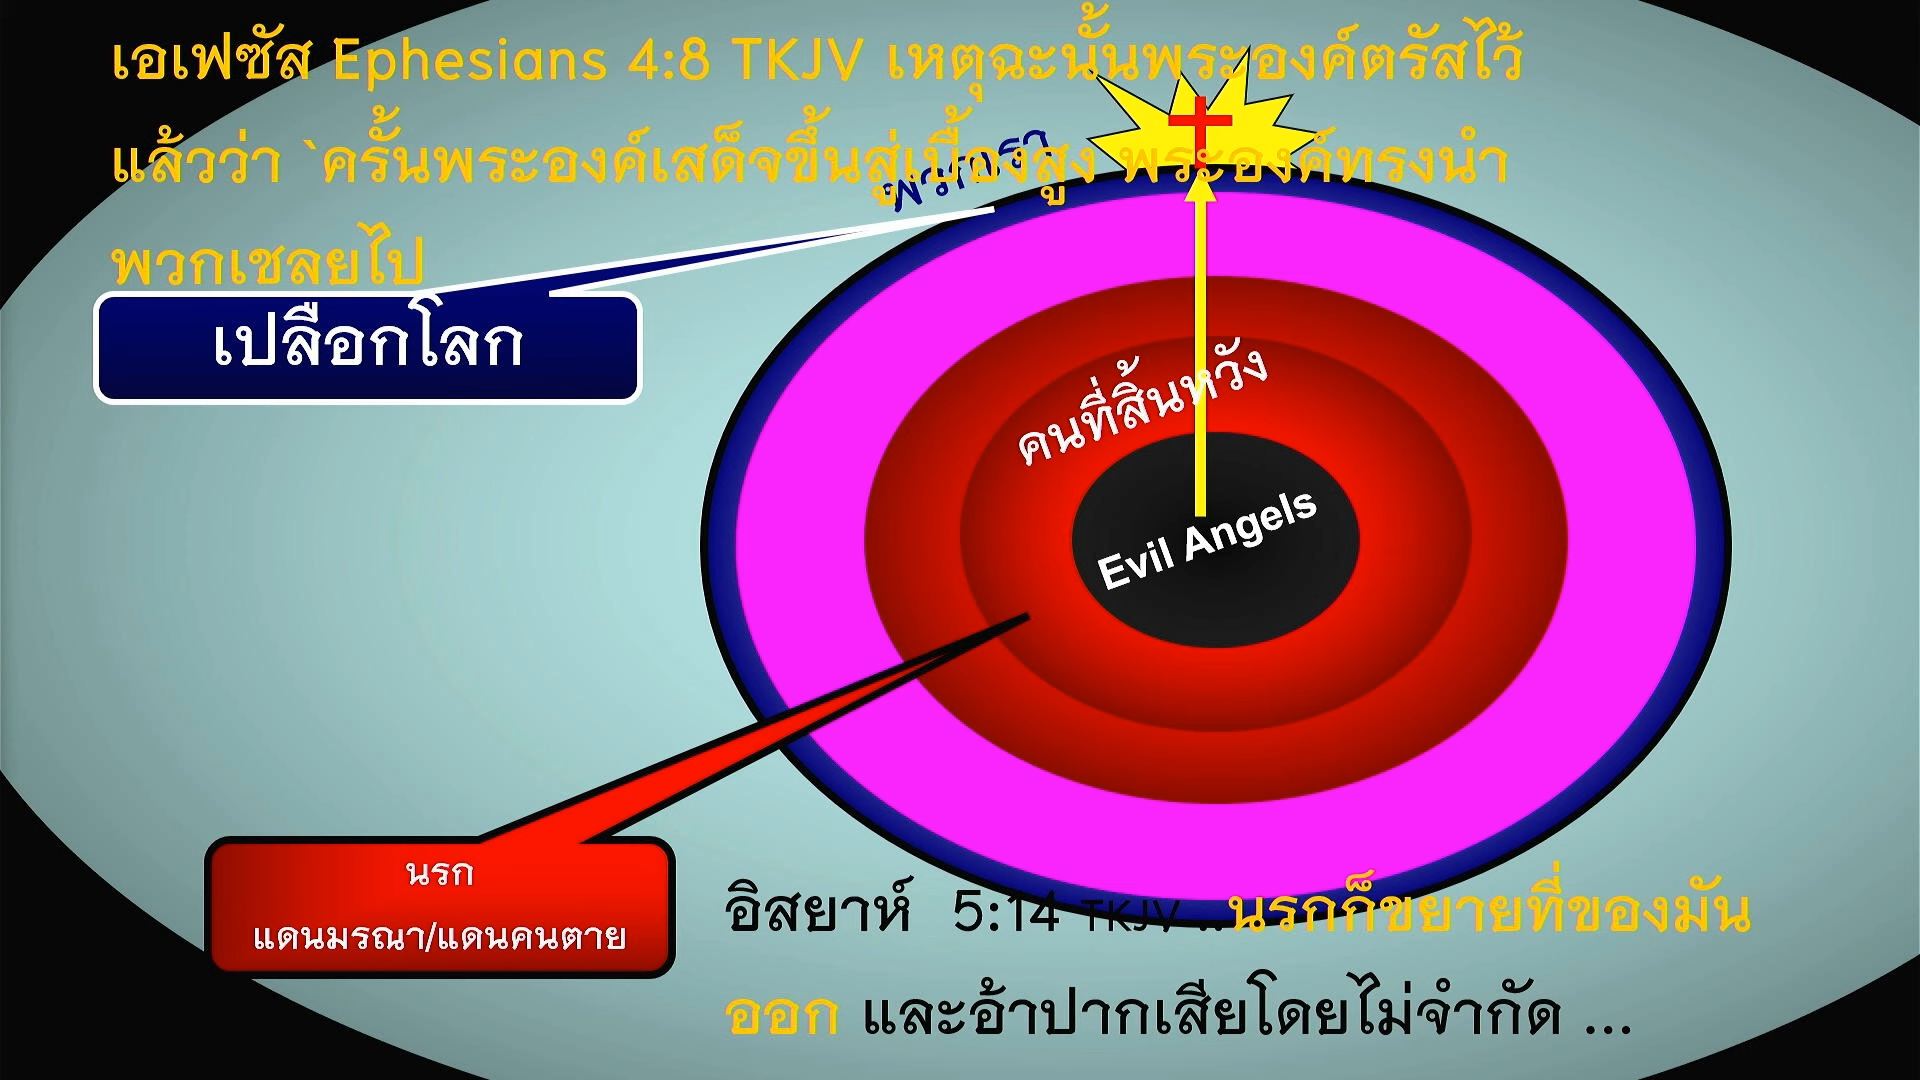 เอเฟซัส Ephesians 4:8 TKJV เหตุฉะนั้นพระองค์ตรัสไว้
แล้วว่า `ครั้นพระองค์เสด็จขึ้นสู่เบื้องสูง พระองค์ทรงนำ
พวกเชลยไป
พวกเรา
เปลือกโลก
คนที่สิ้นหวัง
Evil Angels
นรก
แดนมรณา/แดนคนตาย
อิสยาห์ 5:14 TKJV ..นรกก็ขยายที่ของมัน
ออก และอ้าปากเสียโดยไม่จำกัด ...